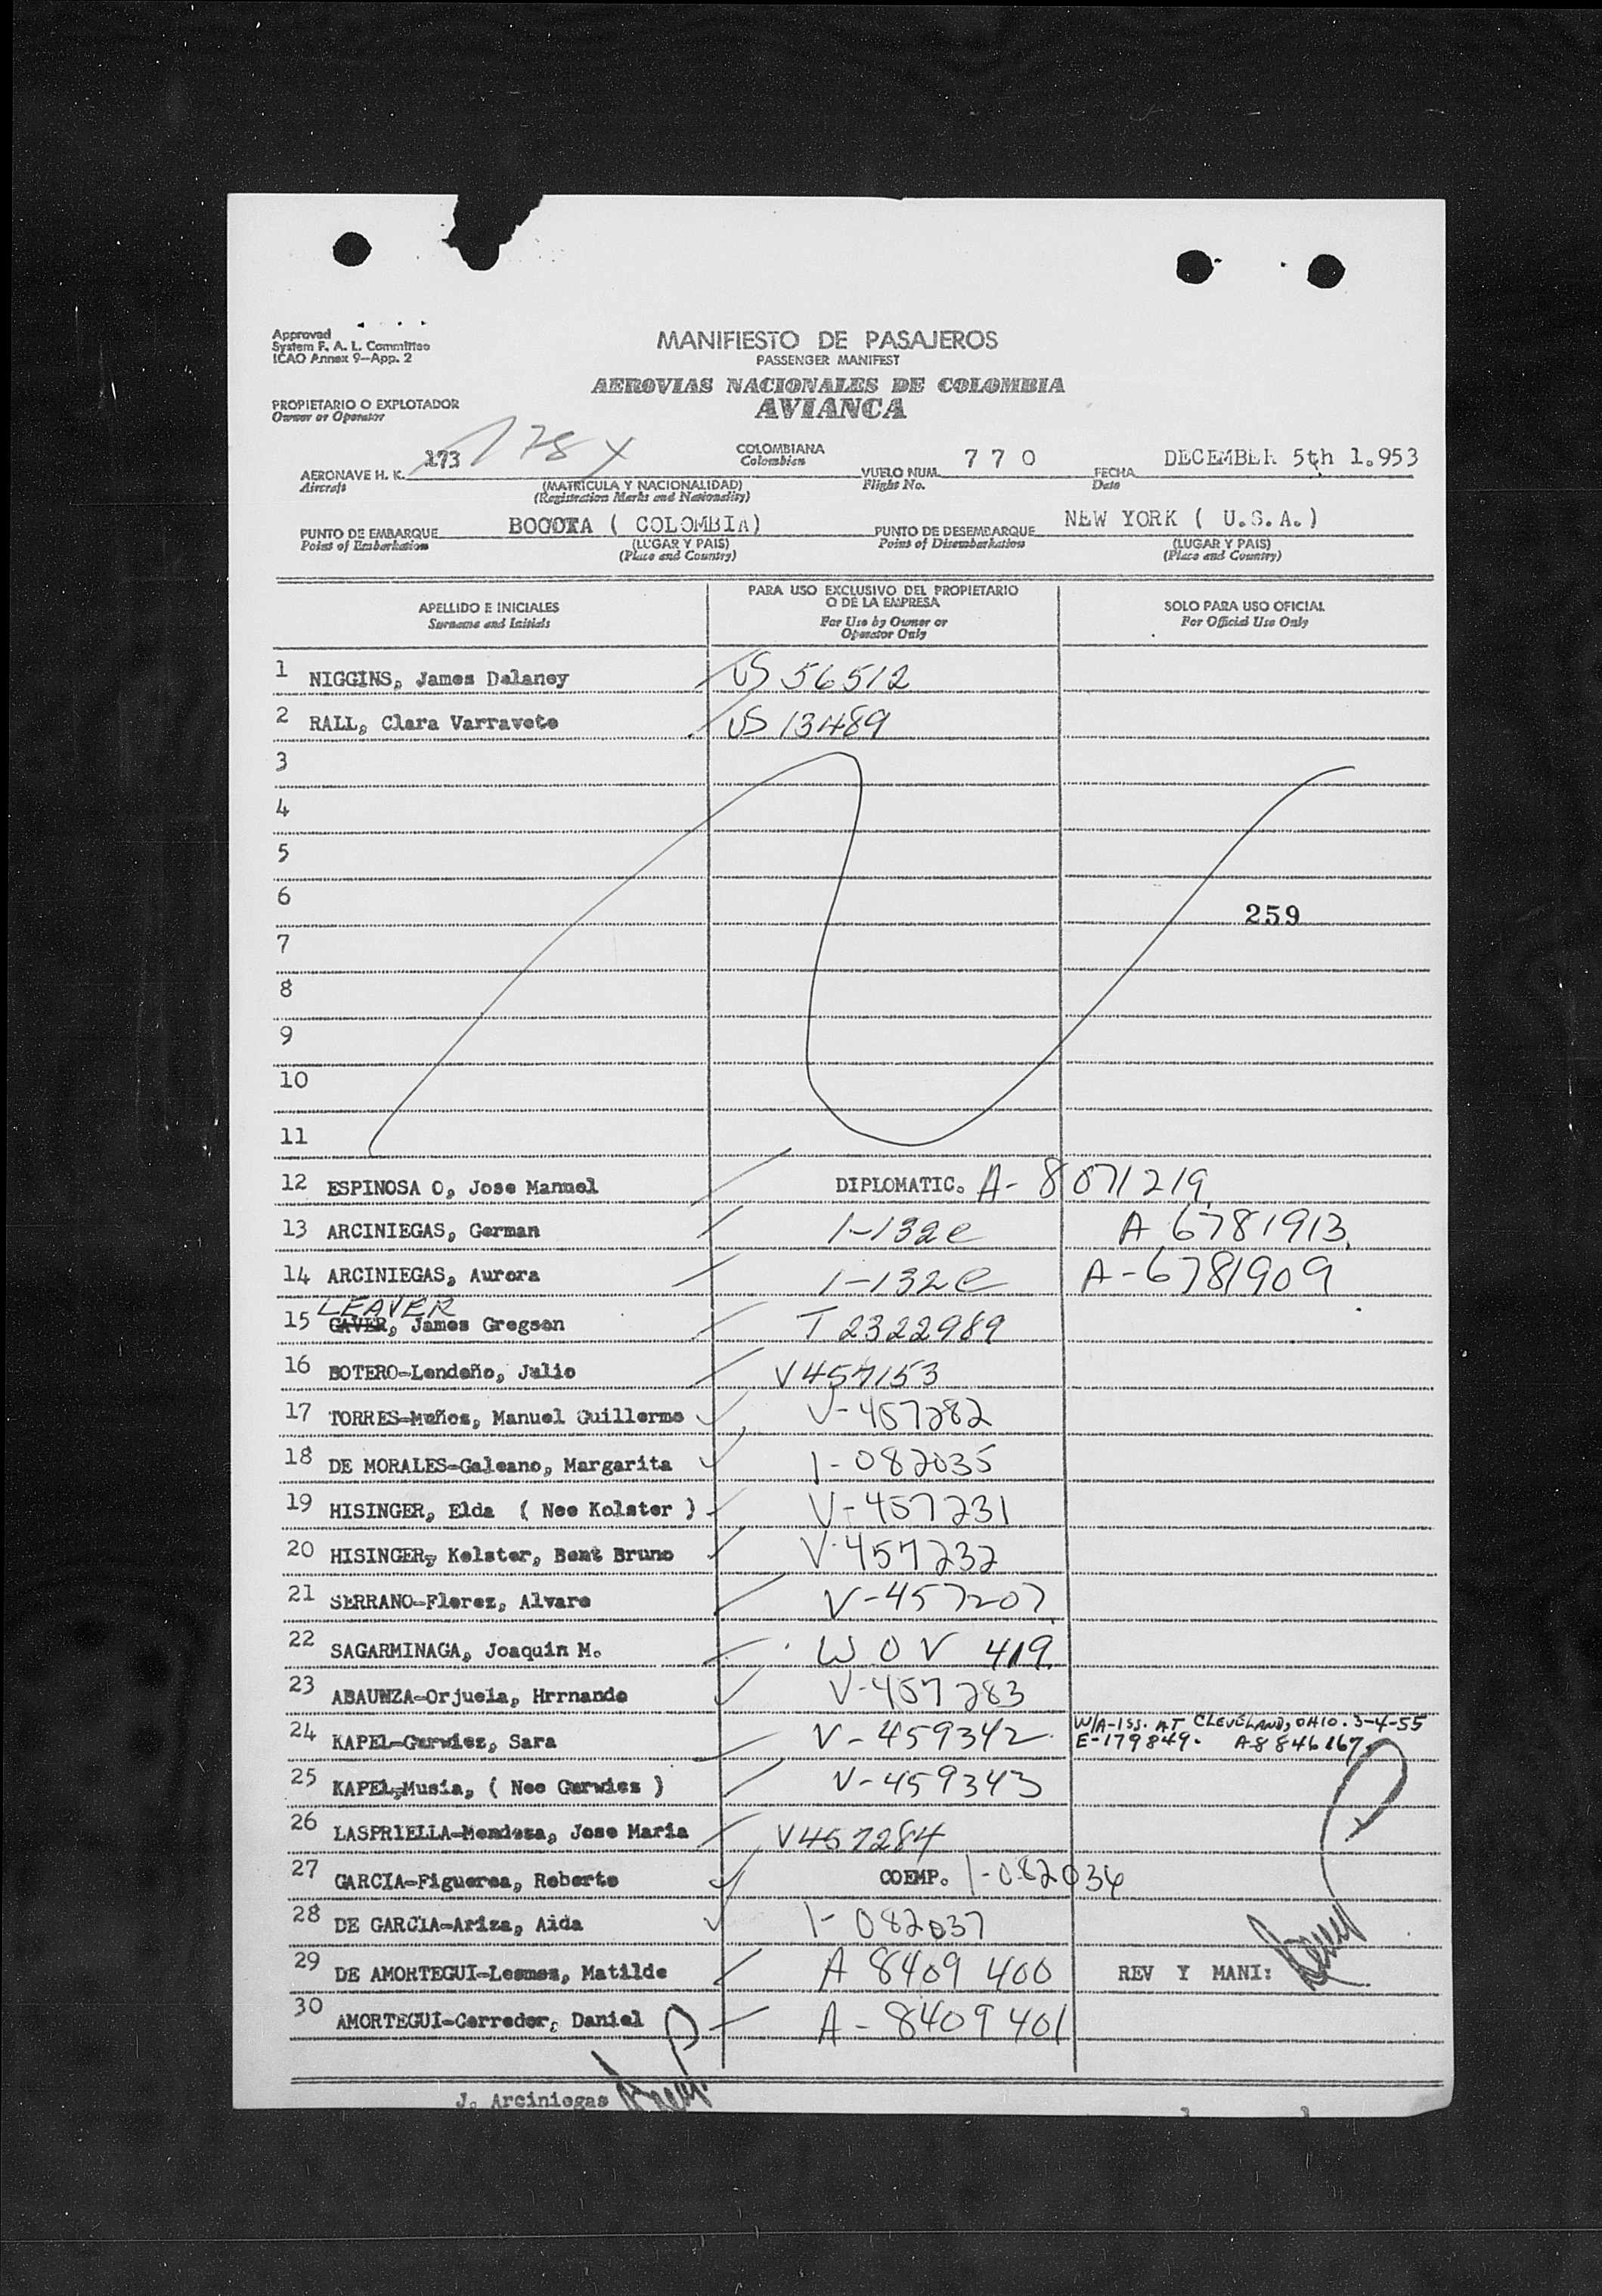 Approved
System F. A. L. Committee
ICAO Annex 9-App. 2
MANIFIESTO DE PASAJEROS
PASSENGER MANIFEST
AEROVIAS NACIONALES DE COLOMBIA
AVIANCA
PROPIETARIO O EXPLOTADOR
Owner or Operator
AERONAVE H. K. 173 178 X COLOMBIANA VUELO NUM. 7 7 0 FECHA DECEMBER 5th 1.953
Aircraft (MATRICULA Y NACIONALIDAD) Colombian Flight No. Date
(Registration Marks and Nationality)
PUNTO DE EMBARQUE BOGOTA ( COLOMBIA) PUNTO DE DESEMBARQUE NEW YORK ( U.S.A.)
Point of Embarkation (LUGAR Y PAIS) Point of Disembarkation (LUGAR Y PAIS)
(Place and Country) (Place and Country)
APELLIDO E INICIALES PARA USO EXCLUSIVO DEL PROPIETARIO O DE LA EMPRESA SOLO PARA USO OFICIAL
Surname and Initials For Use by Owner or Operator Only For Official Use Only
1 NIGGINS, James Delaney US 56512
2 RALL, Clara Varravete US 13489
3
4
5
6 259
7
8
9
10
11
12 ESPINOSA O, Jose Manuel DIPLOMATIC. A-8071219
13 ARCINIEGAS, German 1-132e A 6781913
14 ARCINIEGAS, Aurora 1-132e A-6781909
LEAVER
15 GAVER, James Gregson T 2322989
16 BOTERO-Londoño, Julio V457153
17 TORRES-Muños, Manuel Guillermo V-457282
18 DE MORALES-Galeano, Margarita 1-082035
19 HISINGER, Elda ( Nee Kolster ) V-457231
20 HISINGER, Kolster, Bent Bruno V-457232
21 SERRANO-Florez, Alvaro V-457207
22 SAGARMINAGA, Joaquin M. WOV 419
23 ABAUNZA-Orjuela, Hrrnando V-457283
24 KAPEL-Gurwiez, Sara V-459342 W/A-ISS. AT CLEVELAND, OHIO. 3-4-55
E-179849. A8846167
25 KAPEL,Musia, ( Nee Gurwiez ) V-459343
26 LASPRIELLA-Mendoza, Jose Maria V457284
27 GARCIA-Figueroa, Roberto COEMP. 1-082036
28 DE GARCIA-Ariza, Aida 1-082037
29 DE AMORTEGUI-Lesmes, Matilde A 8409 400 REV Y MANI:
30 AMORTEGUI-Corredor, Daniel A-8409401
J. Arciniegas